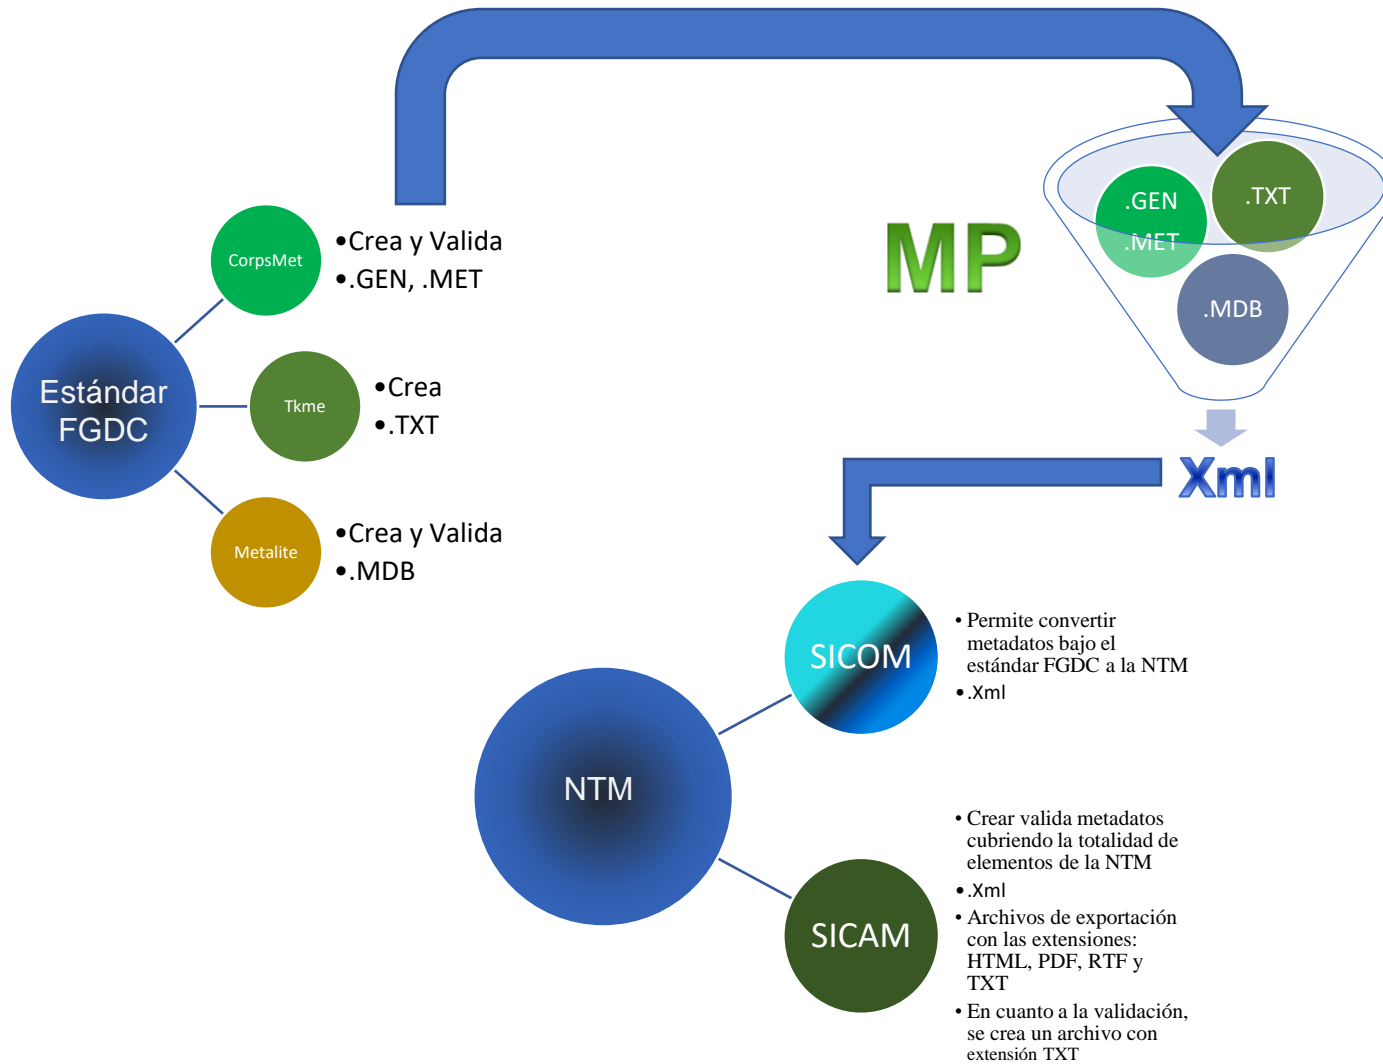 CorpsMet
•Crea y Valida
•.GEN, .MET
Estándar
FGDC
Tkme
•Crea
•.TXT
Metalite
•Crea y Valida
•.MDB
MP
.GEN
.MET
.TXT
.MDB
Xml
SICOM
• Permite convertir
metadatos bajo el
estándar FGDC a la NTM
•.Xml
NTM
SICAM
• Crear valida metadatos
cubriendo la totalidad de
elementos de la NTM
•.Xml
• Archivos de exportación
con las extensiones:
HTML, PDF, RTF y
TXT
• En cuanto a la validación,
se crea un archivo con
extensión TXT